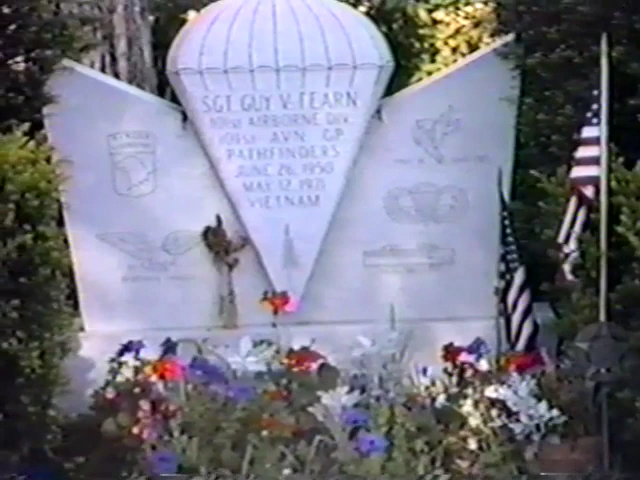 SGT GUY V. FEARN
101ST AIRBORNE DIV.
101ST AVN. GP
PATHFINDERS
JUNE 26, 1950
MAY 12, 1971
VIETNAM